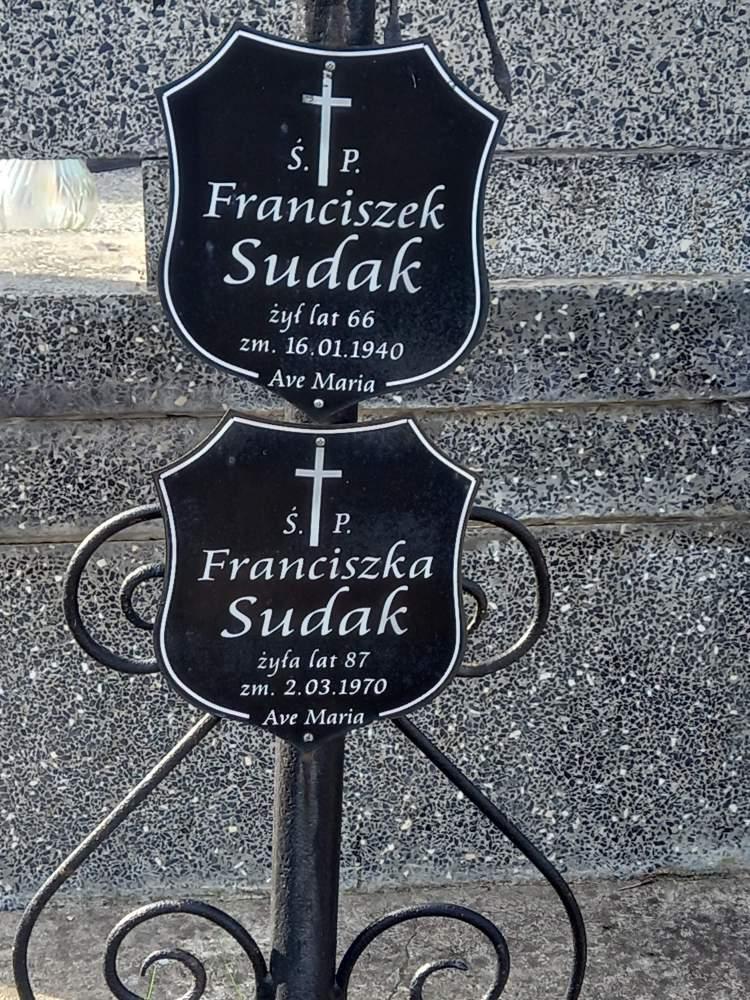 Ś. P.
Franciszek
Sudak
żył lat 66
zm. 16.01.1940
Ave Maria
Ś. P.
Franciszka
Sudak
żyła lat 87
zm. 2.03.1970
Ave Maria